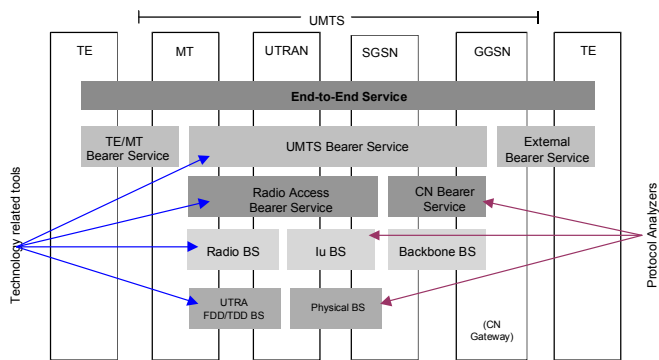 UMTS
TE
MT
UTRAN
SGSN
GGSN
TE
End-to-End Service
TE/MT
Bearer Service
UMTS Bearer Service
External
Bearer Service
Radio Access
Bearer Service
CN Bearer
Service
Radio BS
Iu BS
Backbone BS
UTRA
FDD/TDD BS
Physical BS
(CN
Gateway)
Technology related tools
Protocol Analyzers